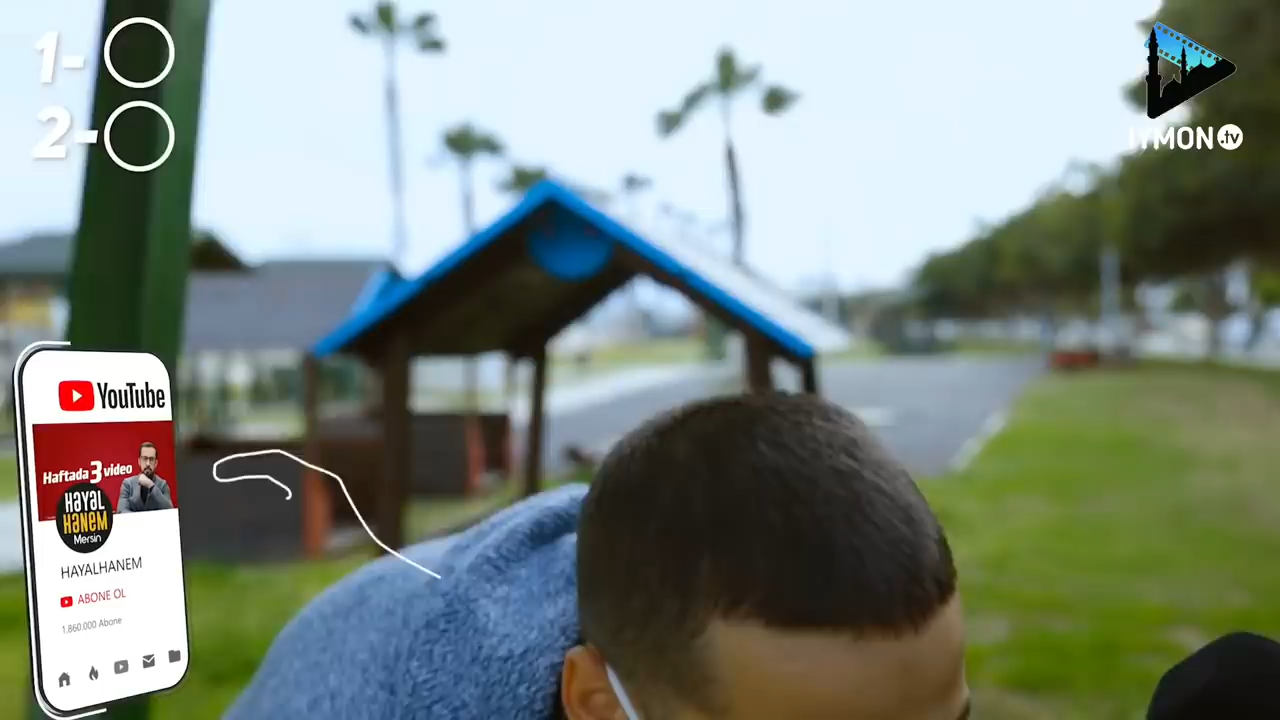 1-
2-
IYMON.tv
YouTube
Haftada 3 video
HAYAL
HANEM
Mersin
HAYALHANEM
ABONE OL
1.860.000 Abone